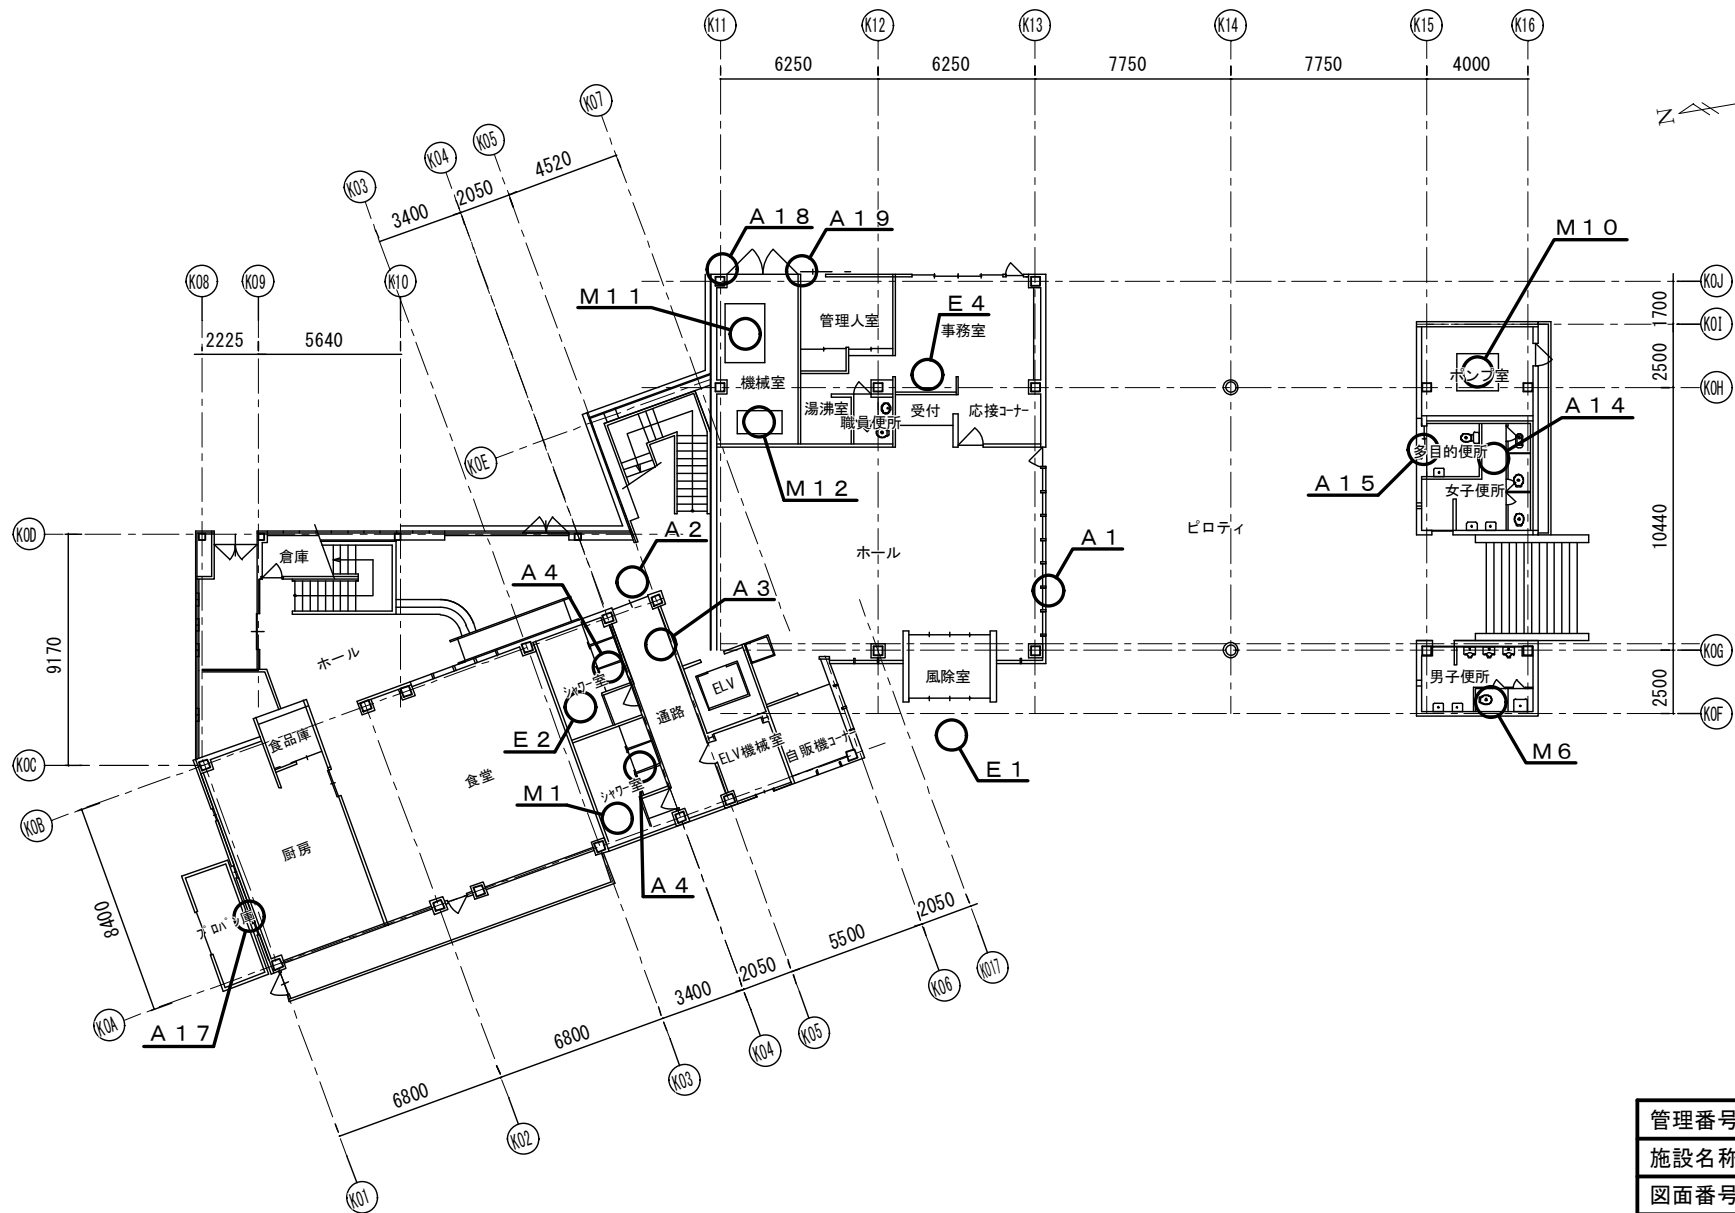 K11
K12
K13
K14
K15
K16
6250
6250
7750
7750
4000
N
K07
K05
K04
K03
4520
2050
3400
A18
A19
M10
K08
K09
K10
K0J
1700
K0I
2500
K0H
2225
5640
M11
E4
管理人室
事務室
ポンプ室
機械室
湯沸室
職員便所
受付
応接コーナー
A14
多目的便所
女子便所
A15
K0E
M12
10440
K0D
倉庫
A2
ホール
A1
ピロティ
A4
A3
9170
ホール
シャワー室
ELV
通路
風除室
男子便所
K0G
2500
K0F
食品庫
E2
ELV機械室
自販機コーナー
E1
M6
K0C
食堂
M1
シャワー室
K0B
厨房
A4
8400
プロパン庫
2050
5500
2050
3400
K017
K06
K0A
A17
6800
K05
K04
6800
K03
K02
K01
管理番号
施設名称
図面番号